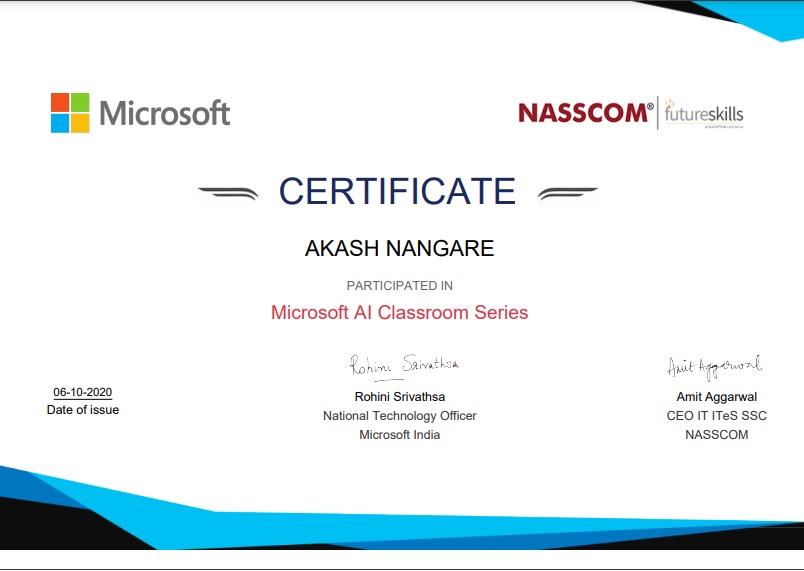 Microsoft
NASSCOM® futureskills
CERTIFICATE
AKASH NANGARE
PARTICIPATED IN
Microsoft AI Classroom Series
Rohini Srivathsa
Amit Aggarwal
06-10-2020
Date of issue
Rohini Srivathsa
National Technology Officer
Microsoft India
Amit Aggarwal
CEO IT ITeS SSC
NASSCOM